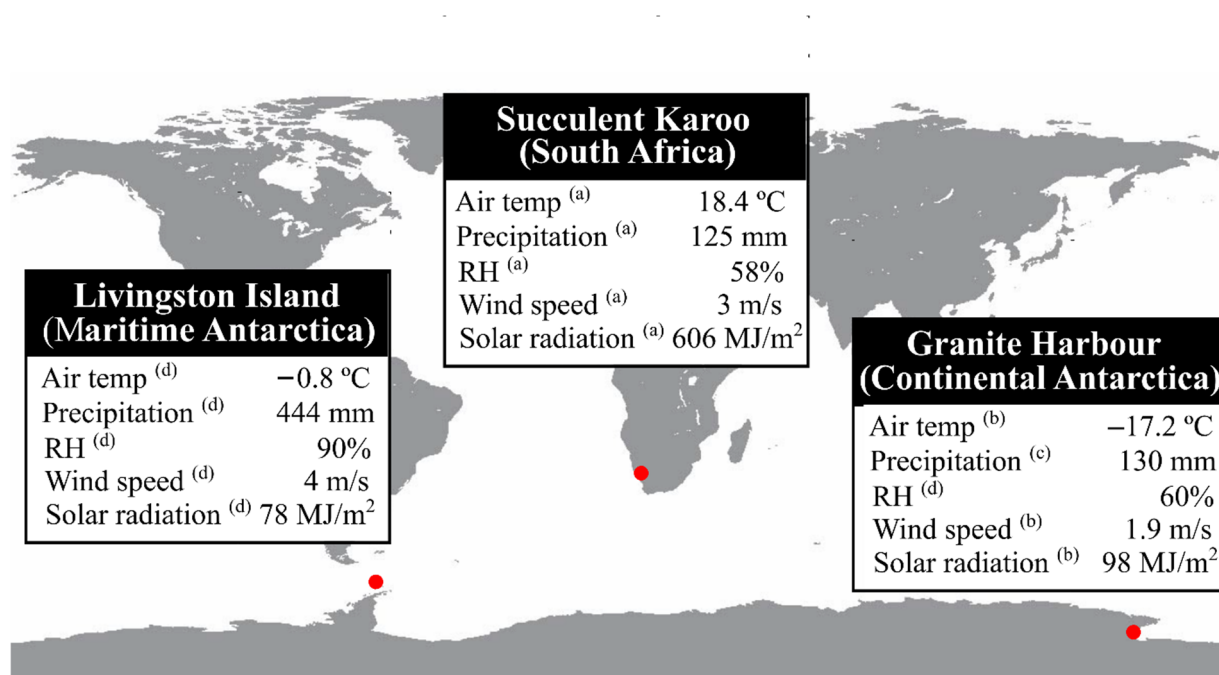 Succulent Karoo
(South Africa)
Air temp (a) 18.4 ºC
Precipitation (a) 125 mm
RH (a) 58%
Wind speed (a) 3 m/s
Solar radiation (a) 606 MJ/m2
Livingston Island
(Maritime Antarctica)
Air temp (d) −0.8 ºC
Precipitation (d) 444 mm
RH (d) 90%
Wind speed (d) 4 m/s
Solar radiation (d) 78 MJ/m2
Granite Harbour
(Continental Antarctica)
Air temp (b) −17.2 ºC
Precipitation (c) 130 mm
RH (d) 60%
Wind speed (b) 1.9 m/s
Solar radiation (b) 98 MJ/m2